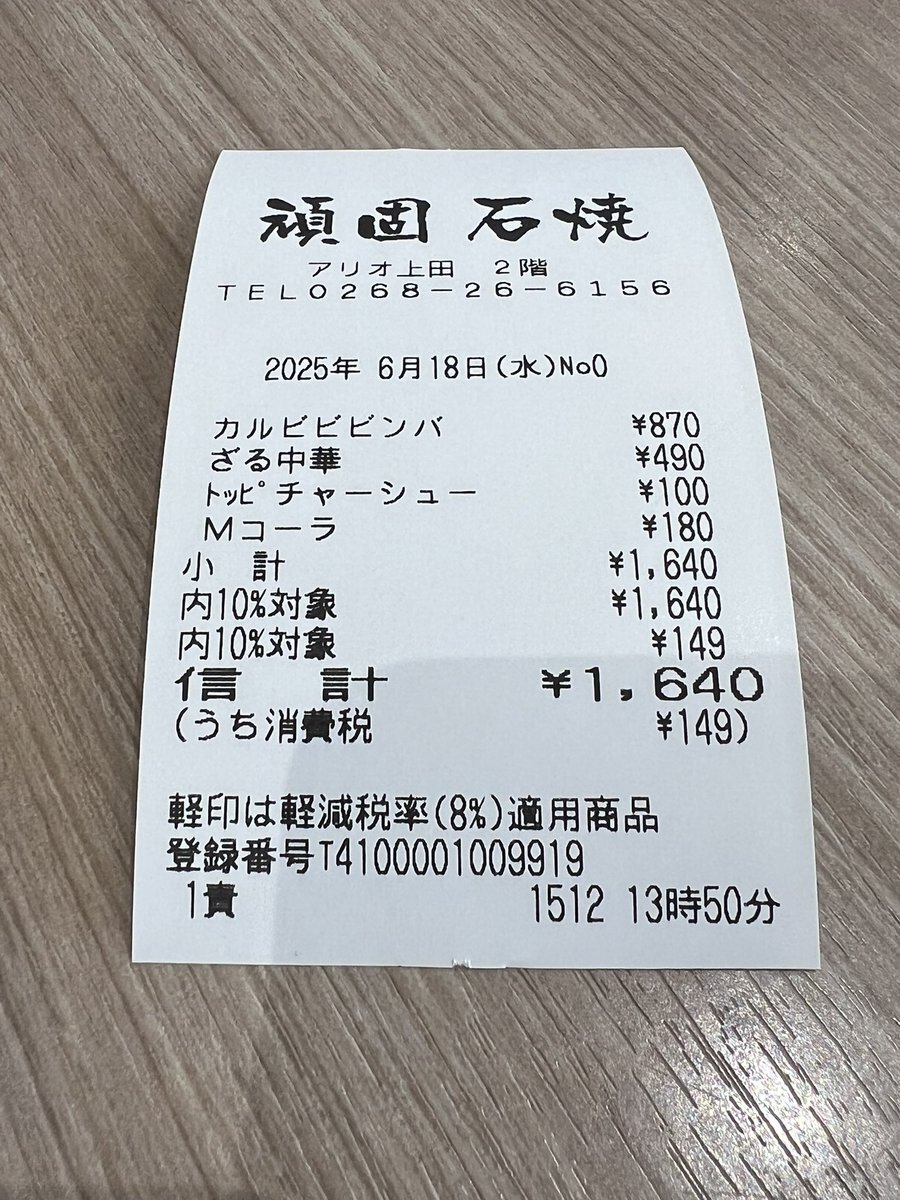 頑固石焼
アリオ上田 2階
TEL0268-26-6156
2025年 6月18日(水)No0
カルビビビンバ ¥870
ざる中華 ¥490
ﾄｯﾋﾟチャーシュー ¥100
Mコーラ ¥180
小 計 ¥1,640
内10%対象 ¥1,640
内10%対象 ¥149
信 計 ¥1,640
(うち消費税 ¥149)
軽印は軽減税率(8%)適用商品
登録番号T4100001009919
1責 1512 13時50分